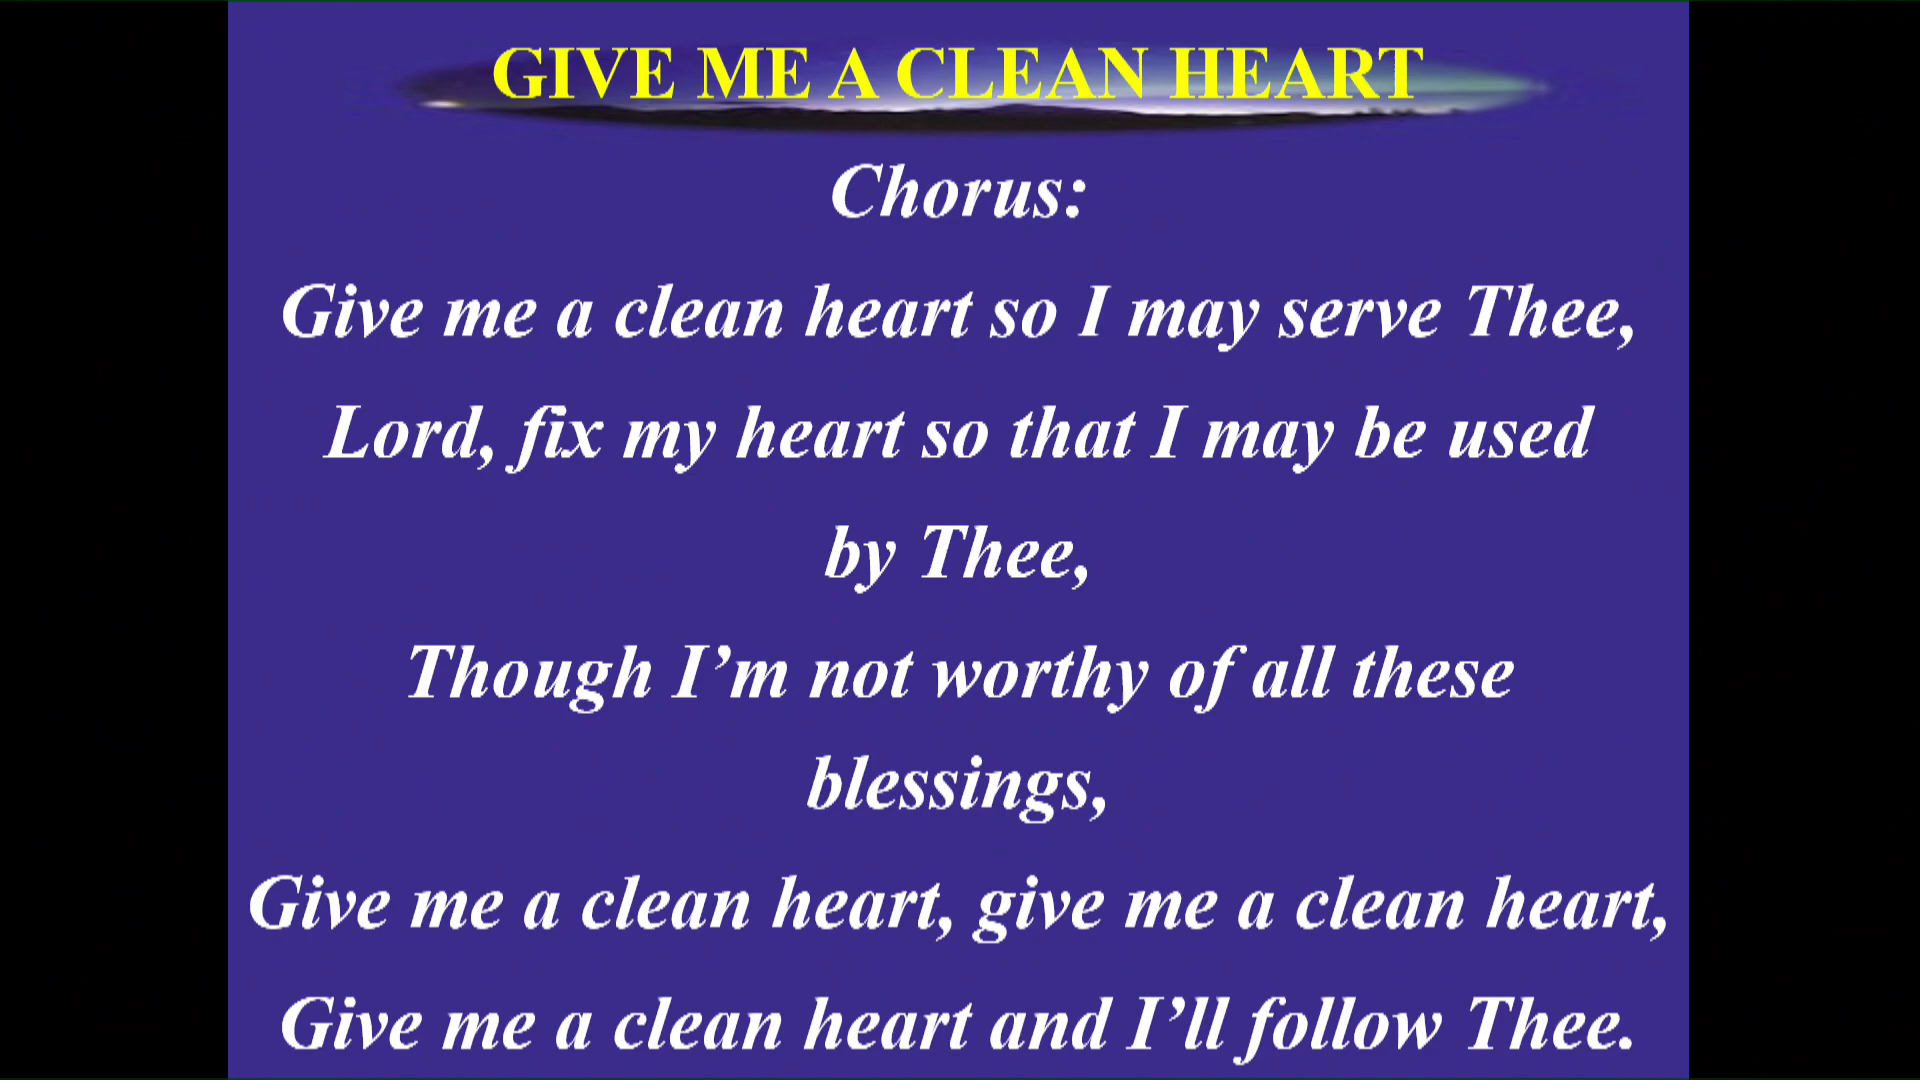 GIVE ME A CLEAN HEART
Chorus:
Give me a clean heart so I may serve Thee,
Lord, fix my heart so that I may be used
by Thee,
Though I’m not worthy of all these
blessings,
Give me a clean heart, give me a clean heart,
Give me a clean heart and I’ll follow Thee.